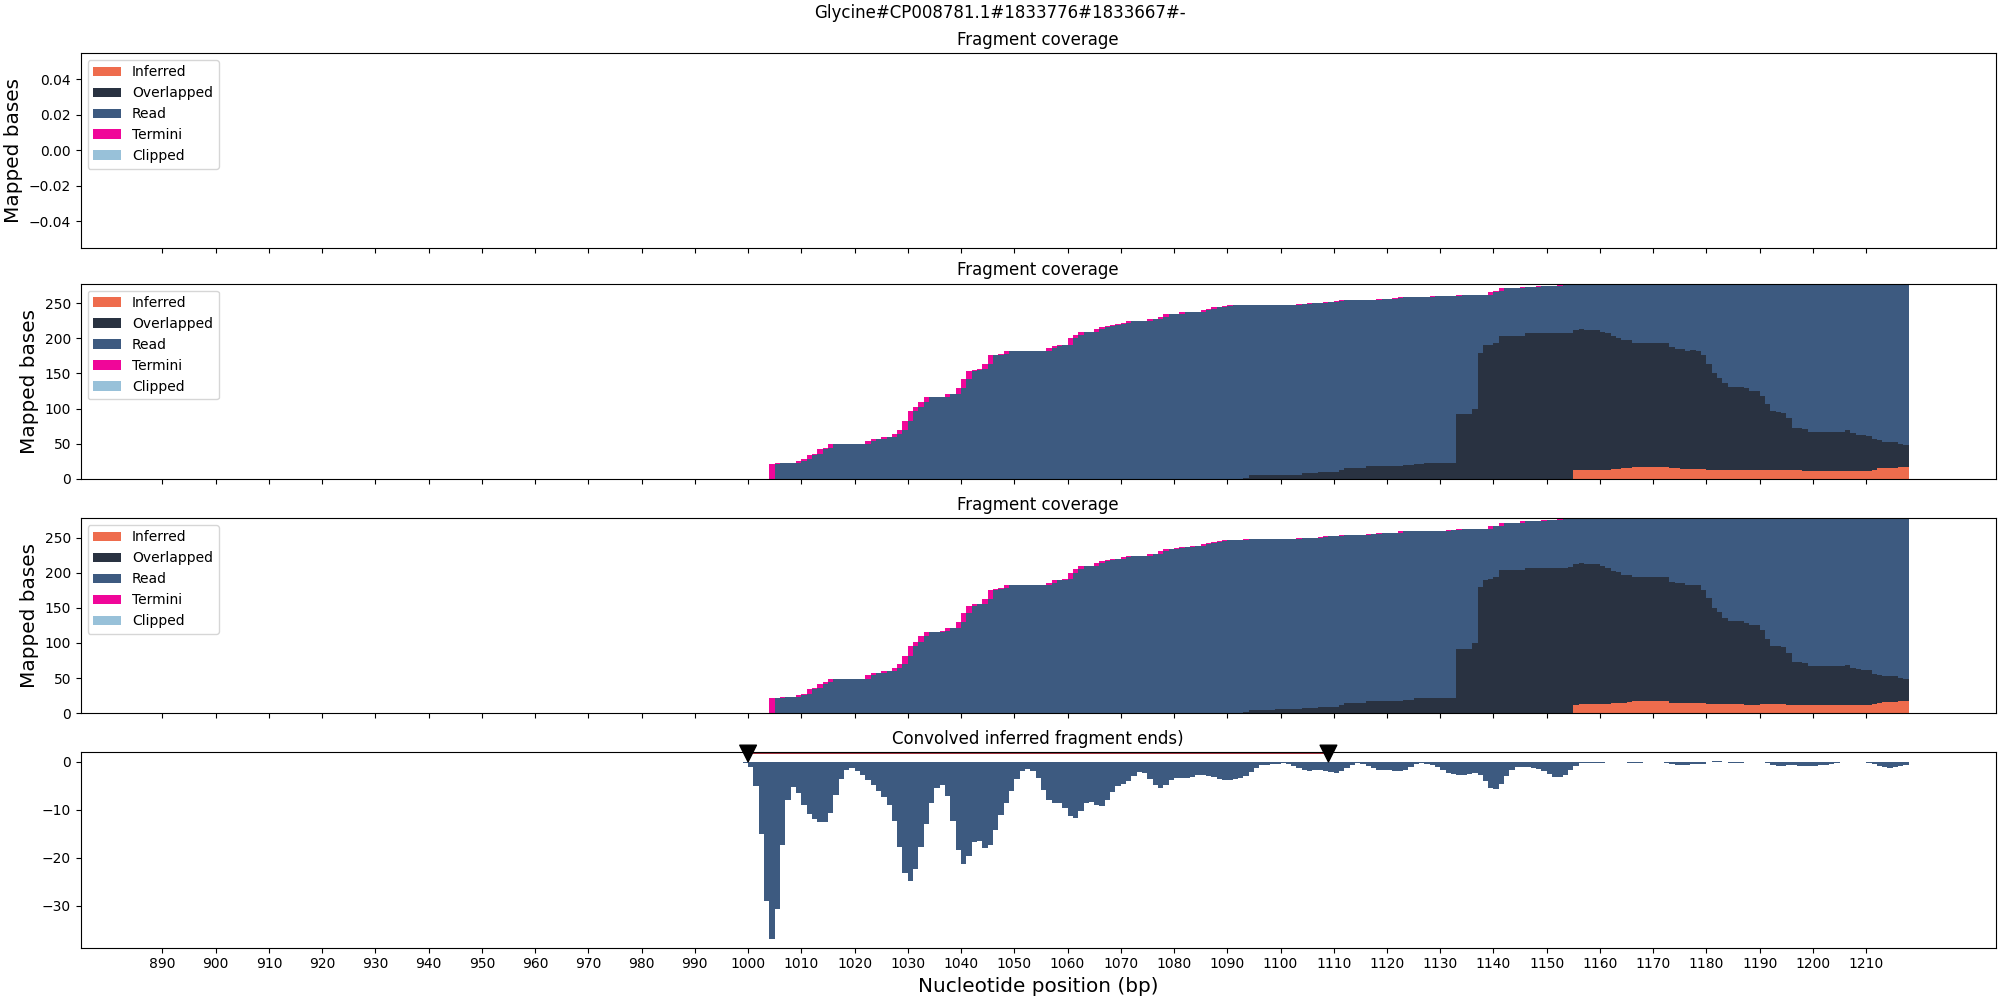 Glycine#CP008781.1#1833776#1833667#-
Fragment coverage
Mapped bases
0.04
0.02
0.00
−0.02
−0.04
Inferred
Overlapped
Read
Termini
Clipped
Fragment coverage
Mapped bases
250
200
150
100
50
0
Inferred
Overlapped
Read
Termini
Clipped
Fragment coverage
Mapped bases
250
200
150
100
50
0
Inferred
Overlapped
Read
Termini
Clipped
Convolved inferred fragment ends)
0
−10
−20
−30
890 900 910 920 930 940 950 960 970 980 990 1000 1010 1020 1030 1040 1050 1060 1070 1080 1090 1100 1110 1120 1130 1140 1150 1160 1170 1180 1190 1200 1210
Nucleotide position (bp)